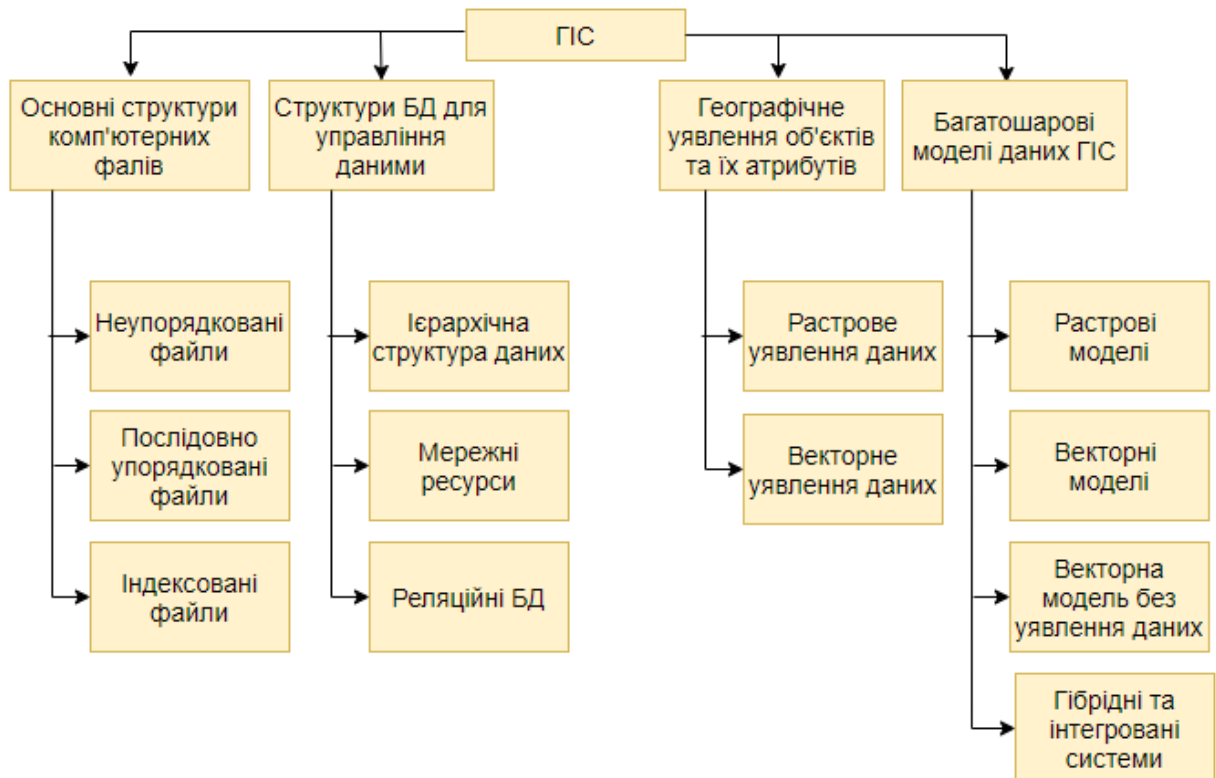 ГІС
Основні структури
комп'ютерних
фалів
Структури БД для
управління
даними
Географічне
уявлення об'єктів
та їх атрибутів
Багатошарові
моделі даних ГІС
Неупорядковані
файли
Ієрархічна
структура даних
Растрове
уявлення даних
Растрові
моделі
Послідовно
упорядковані
файли
Мережні
ресурси
Векторне
уявлення даних
Векторні
моделі
Індексовані
файли
Реляційні БД
Векторна
модель без
уявлення даних
Гібрідні та
інтегровані
системи